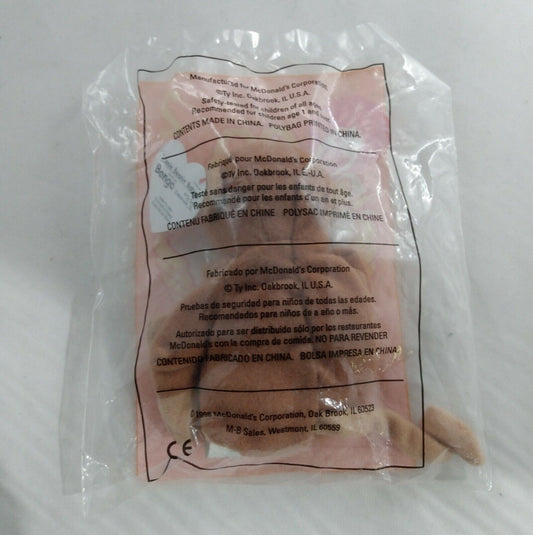 Manufactured for McDonald's Corporation
©Ty Inc. Oakbrook, IL U.S.A.
Safety-tested for children of all ages.
Recommended for children age 1 and over.
CONTENTS MADE IN CHINA. POLYBAG PRINTED IN CHINA.
Bongo
Fabriqué pour McDonald's Corporation
©Ty Inc. Oakbrook, IL E.-U.A.
Testé sans danger pour les enfants de tout âge.
Recommandé pour les enfants d'un an et plus.
CONTENU FABRIQUÉ EN CHINE POLYSAC IMPRIMÉ EN CHINE
Fabricado por McDonald's Corporation
© Ty Inc. Oakbrook, IL U.S.A.
Pruebas de seguridad para niños de todas las edades.
Recomendados para niños de a año o más.
Autorizado para ser distribuido sólo por los restaurantes
McDonald's con la compra de comida. NO PARA REVENDER
CONTENIDO FABRICADO EN CHINA. BOLSA IMPRESA EN CHINA.
©1998 McDonald's Corporation, Oak Brook, IL 60523
M-B Sales, Westmont, IL 60559
CE